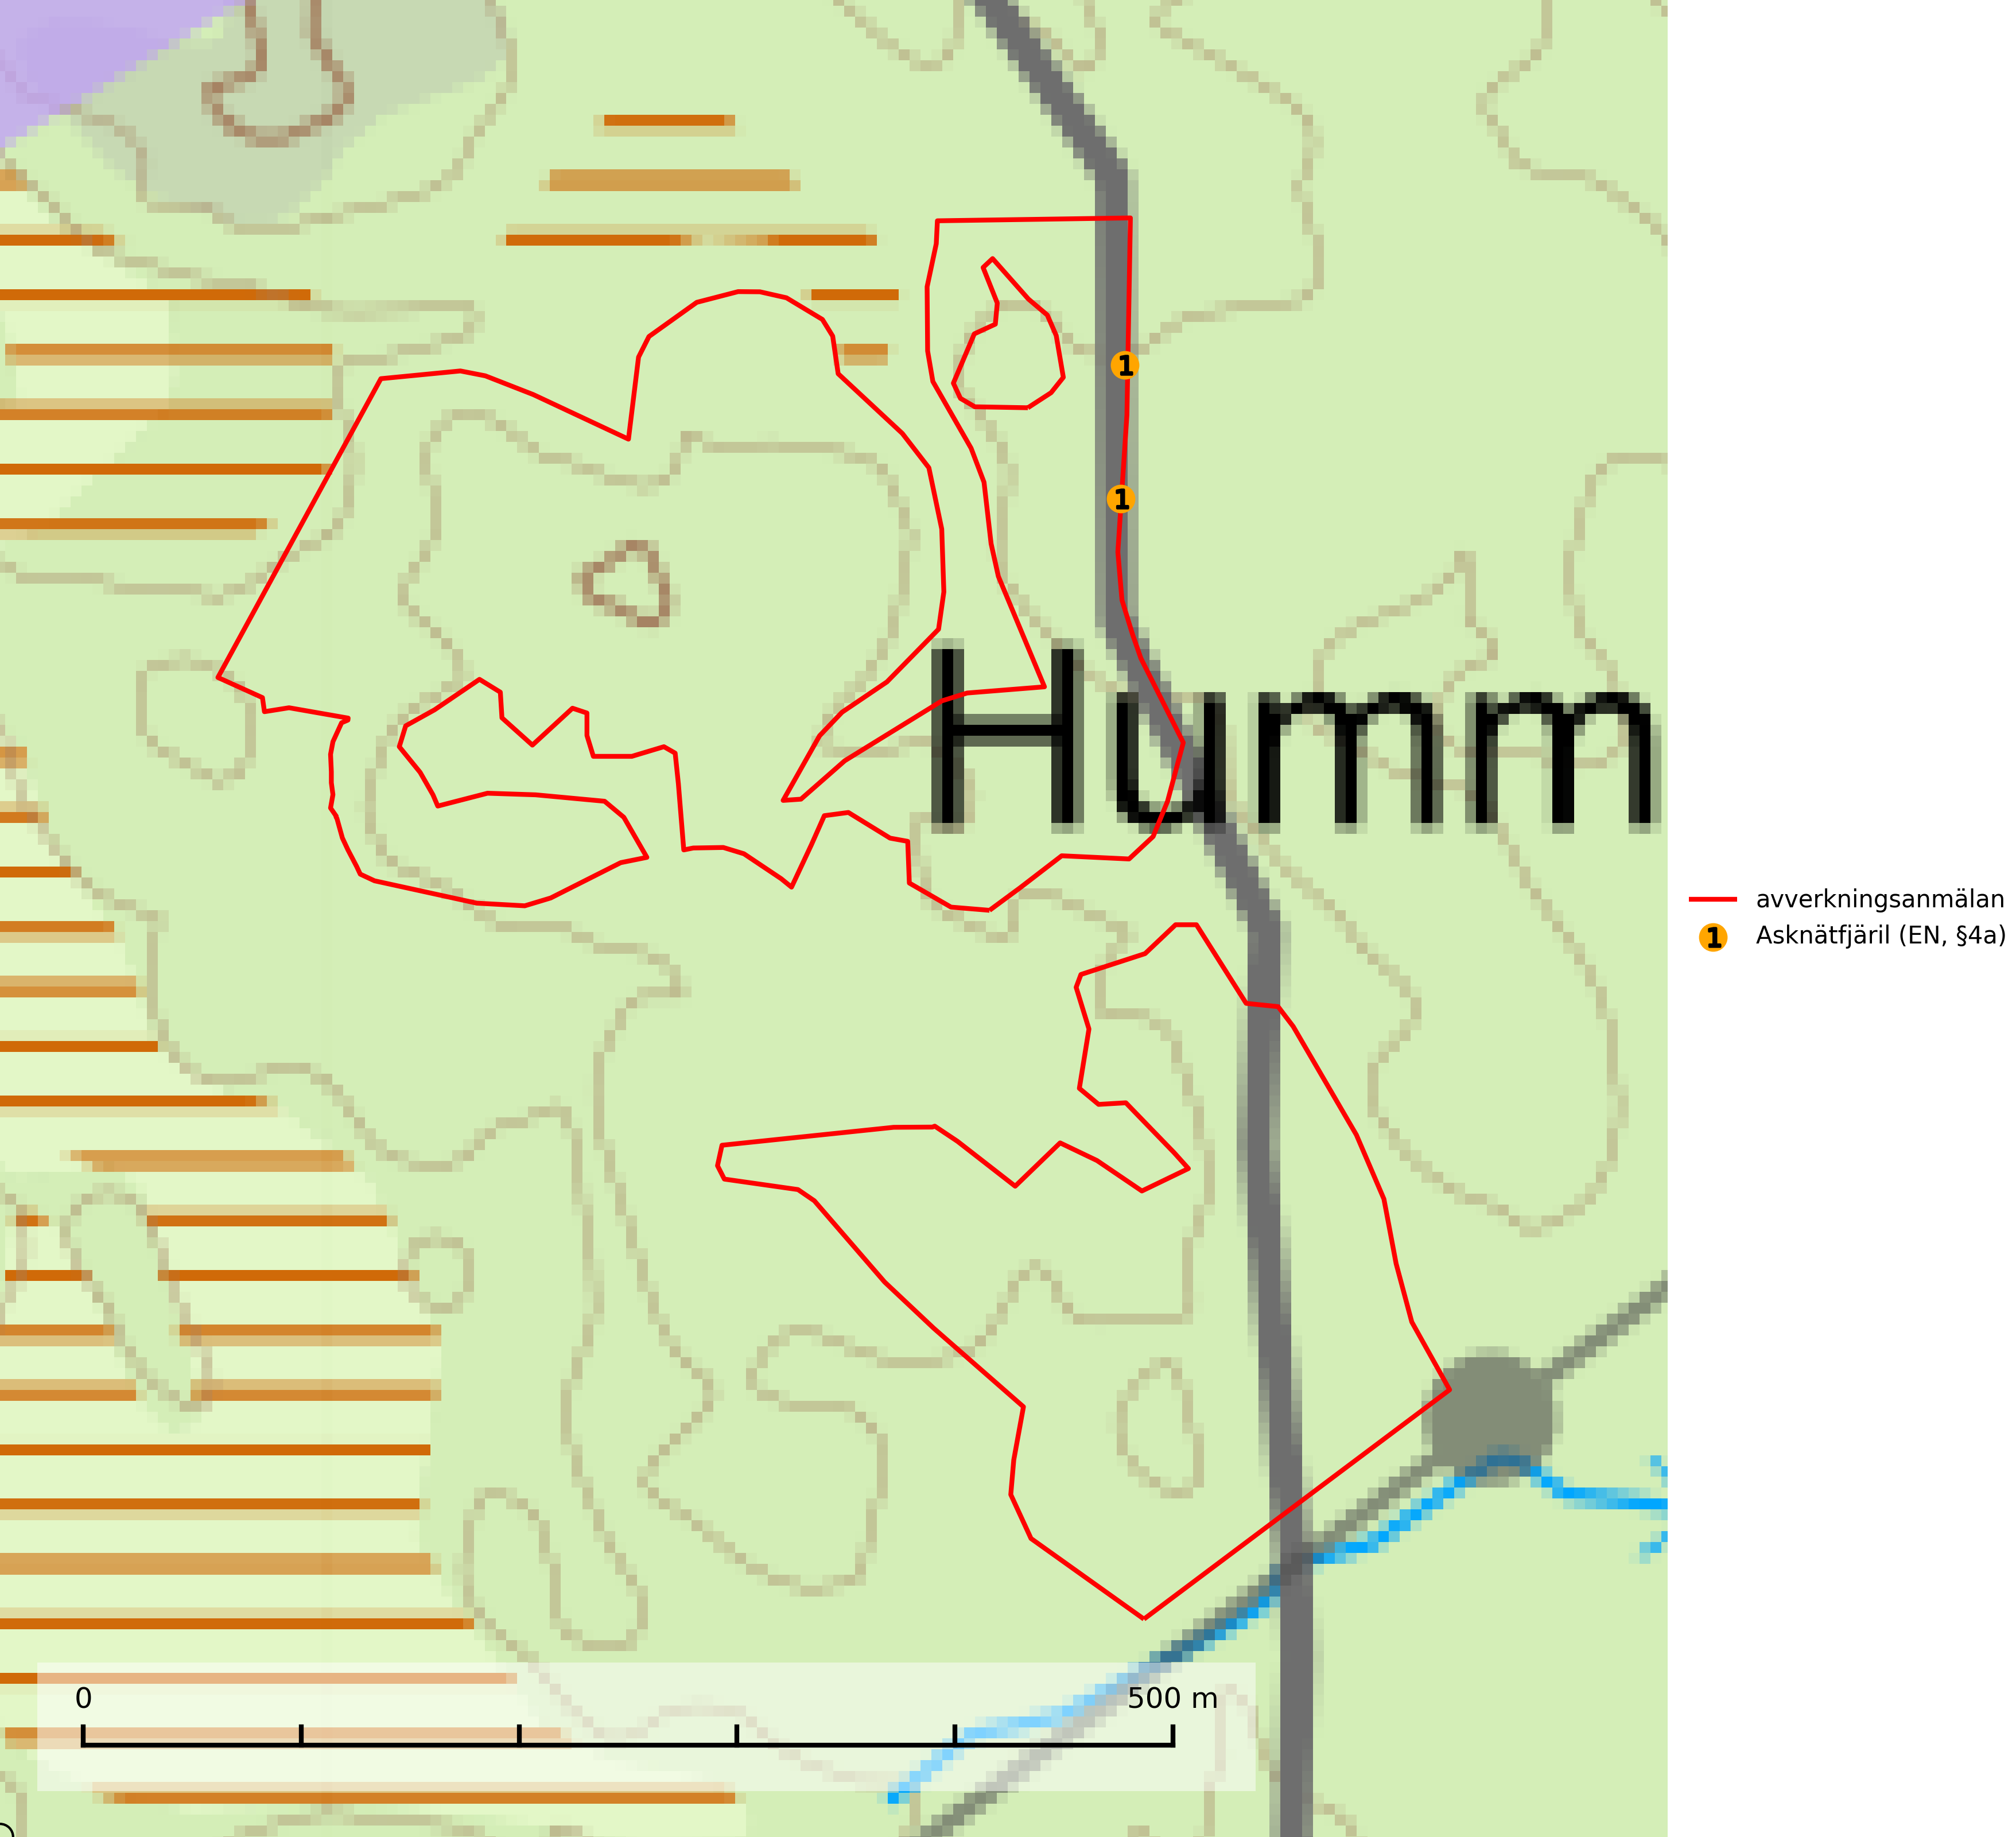 1
1
Humm
avverkningsanmälan
1 Asknätfjäril (EN, §4a)
0 500 m